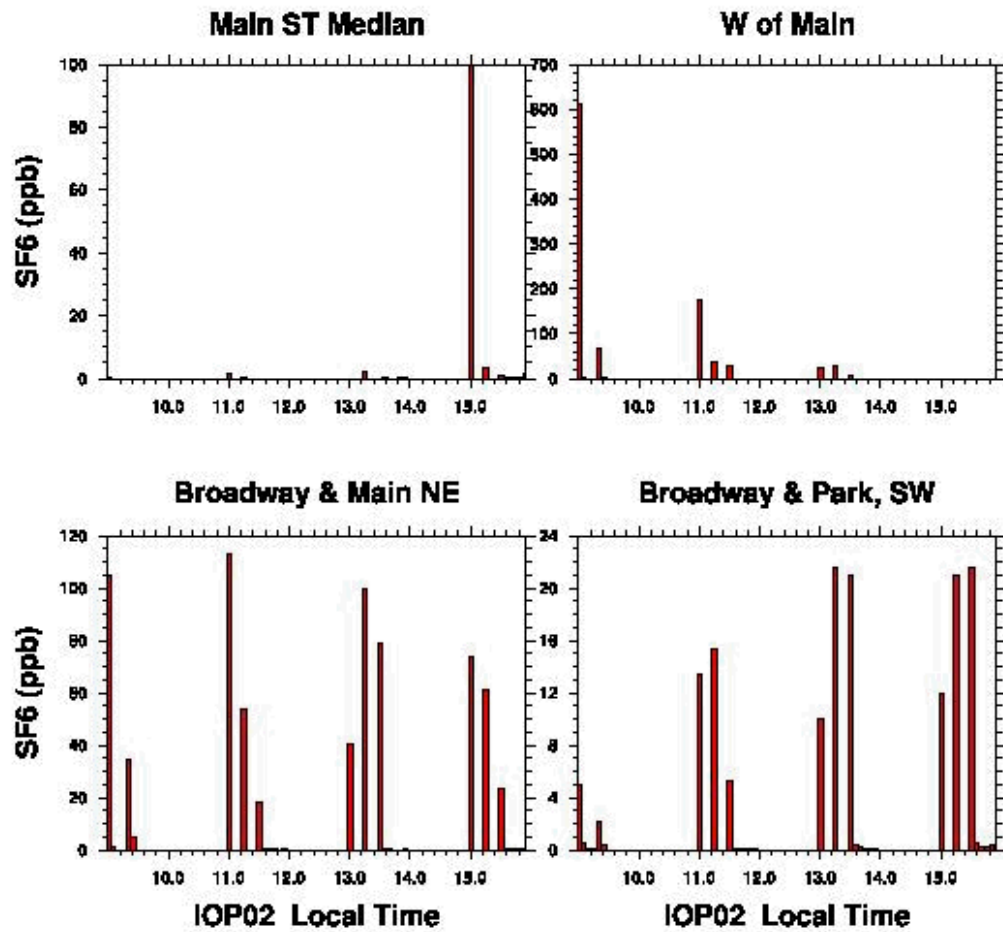 Main ST Median
W of Main
SF6 (ppb)
100
80
60
40
20
0
10.0 11.0 12.0 13.0 14.0 15.0
700
600
500
400
300
200
100
0
10.0 11.0 12.0 13.0 14.0 15.0
Broadway & Main NE
Broadway & Park, SW
SF6 (ppb)
120
100
80
60
40
20
0
10.0 11.0 12.0 13.0 14.0 15.0
24
20
16
12
8
4
0
10.0 11.0 12.0 13.0 14.0 15.0
IOP02 Local Time
IOP02 Local Time